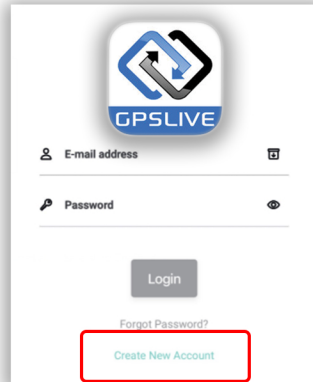 GPSLIVE
E-mail address
Password
Login
Forgot Password?
Create New Account